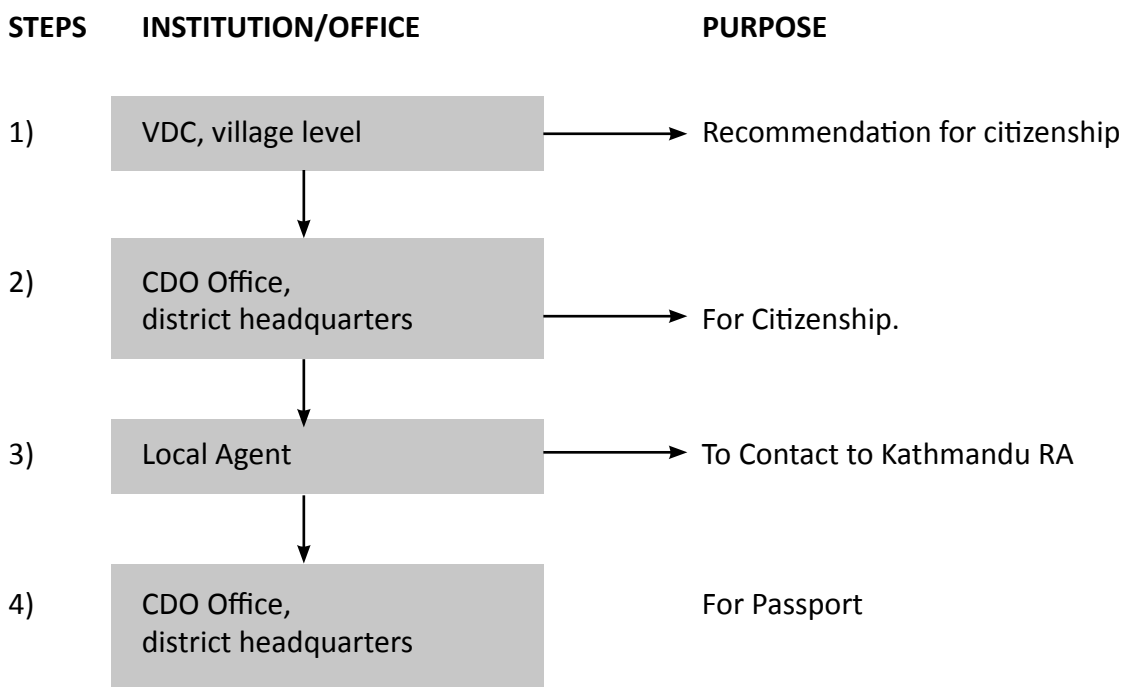 STEPS INSTITUTION/OFFICE PURPOSE
1) VDC, village level Recommendation for citizenship
2) CDO Office,
district headquarters For Citizenship.
3) Local Agent To Contact to Kathmandu RA
4) CDO Office, For Passport
district headquarters